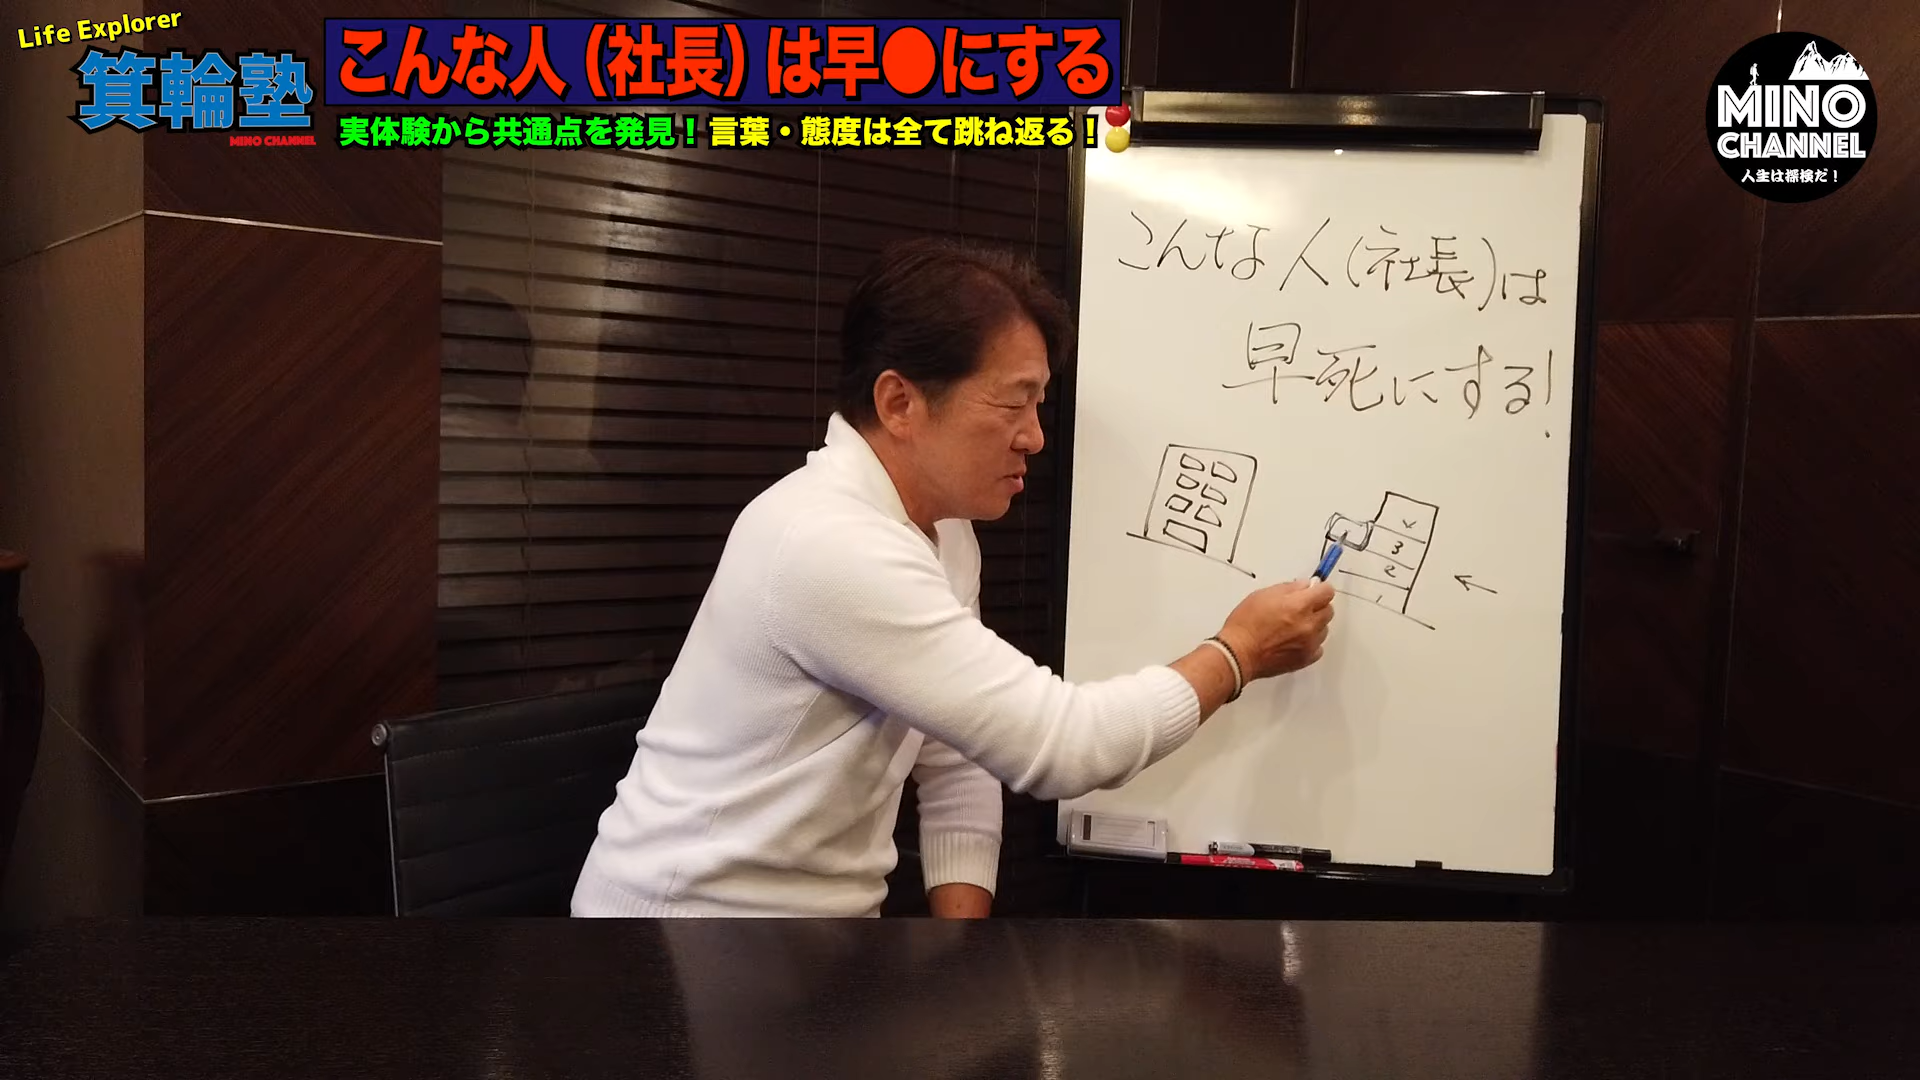 Life Explorer
箕輪塾
MINO CHANNEL
こんな人（社長）は早●にする
実体験から共通点を発見！言葉・態度は全て跳ね返る！
MINO
CHANNEL
人生は探検だ！
こんな人(社長)は
早死にする!
3
2
1